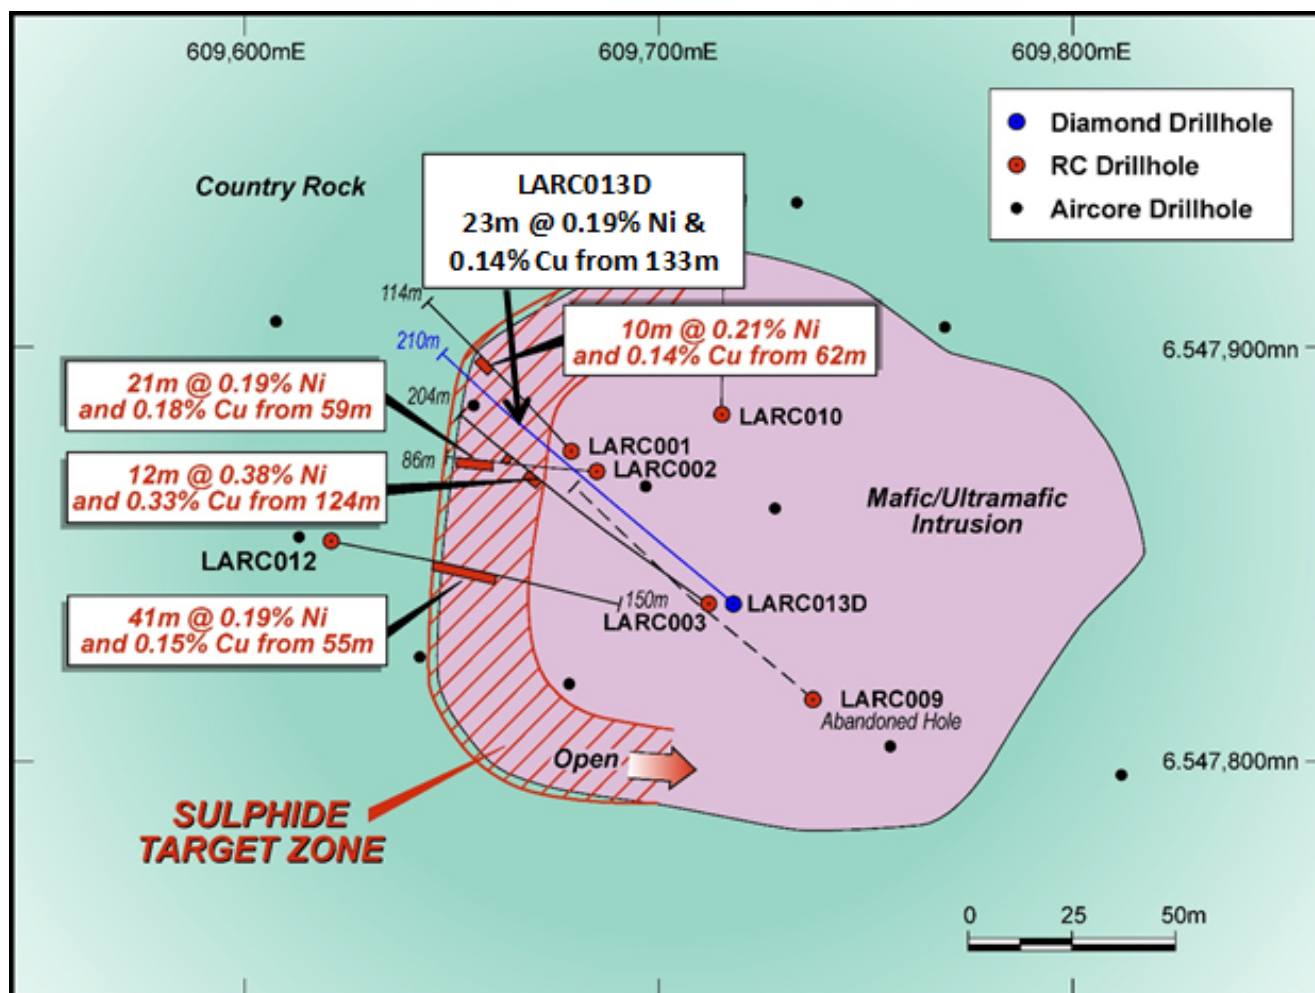 609,600mE
609,700mE
609,800mE
Diamond Drillhole
RC Drillhole
Aircore Drillhole
Country Rock
LARC013D
23m @ 0.19% Ni &
0.14% Cu from 133m
114m
210m
10m @ 0.21% Ni
and 0.14% Cu from 62m
6.547,900mn
21m @ 0.19% Ni
and 0.18% Cu from 59m
204m
LARC010
LARC001
86m
LARC002
12m @ 0.38% Ni
and 0.33% Cu from 124m
Mafic/Ultramafic
Intrusion
LARC012
150m
LARC013D
LARC003
41m @ 0.19% Ni
and 0.15% Cu from 55m
LARC009
Abandoned Hole
Open
6.547,800mn
SULPHIDE
TARGET ZONE
0 25 50m